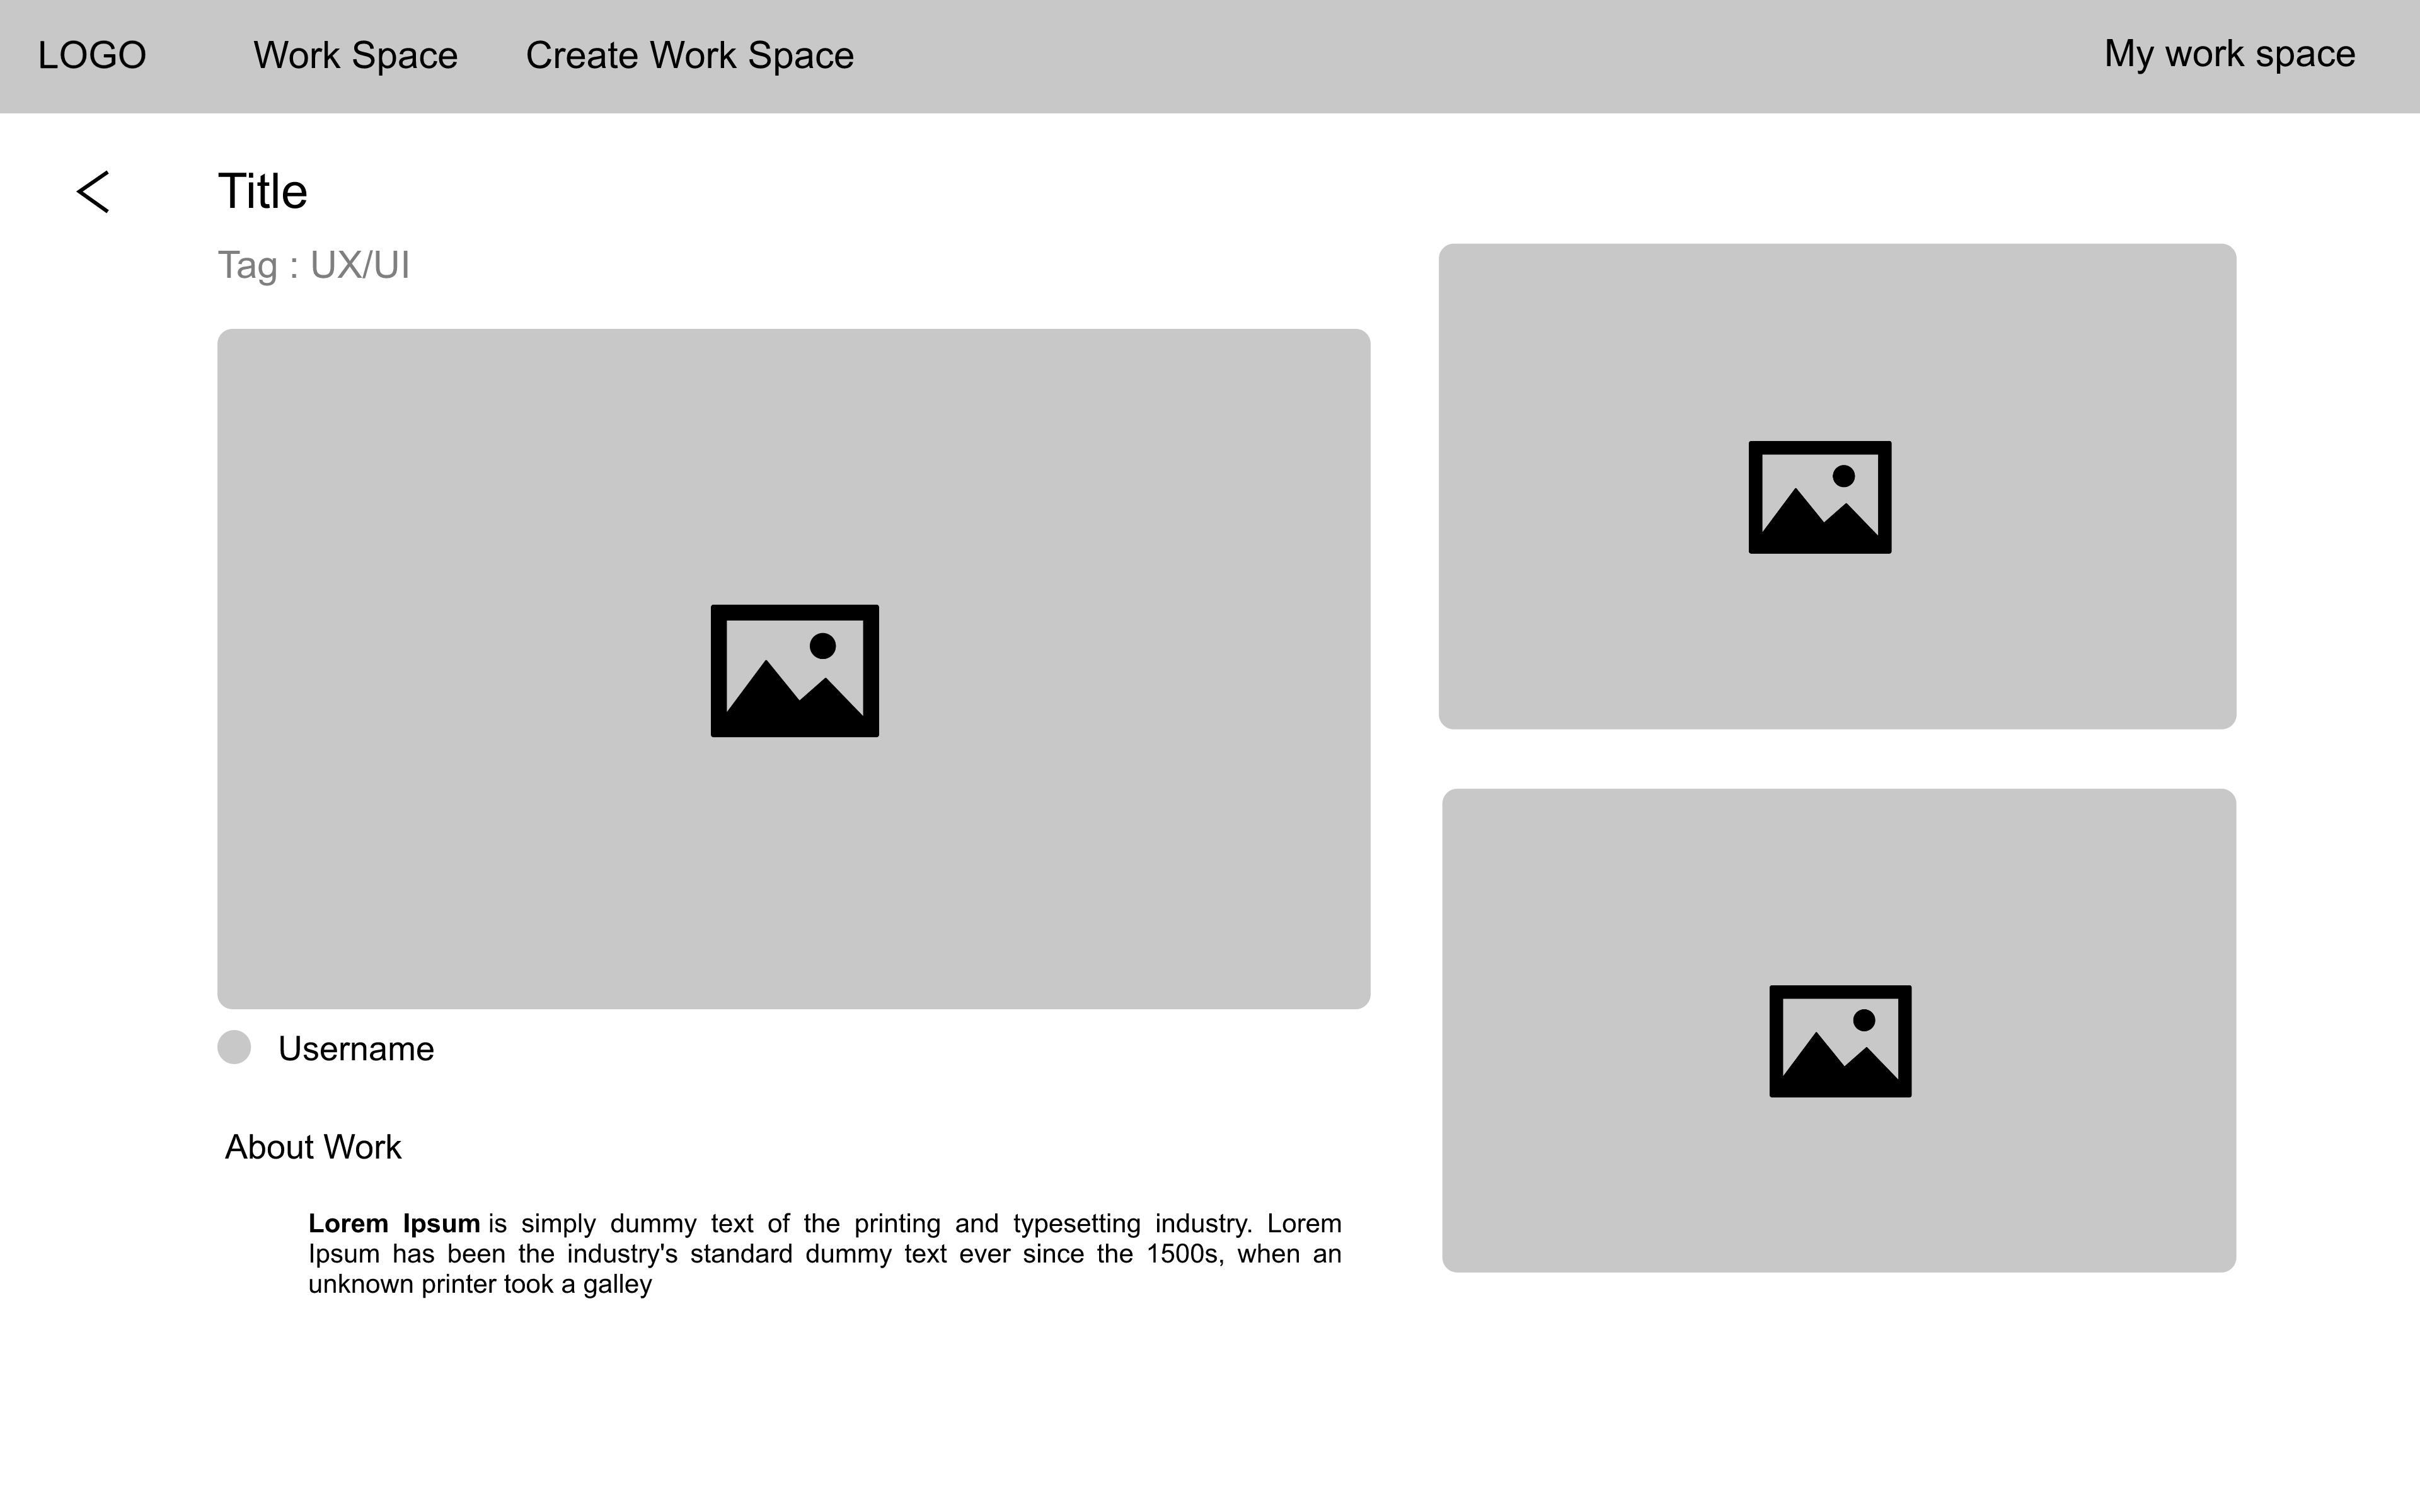 LOGO
Work Space
Create Work Space
My work space
Title
Tag : UX/UI
Username
About Work
Lorem Ipsum is simply dummy text of the printing and typesetting industry. Lorem
Ipsum has been the industry's standard dummy text ever since the 1500s, when an
unknown printer took a galley